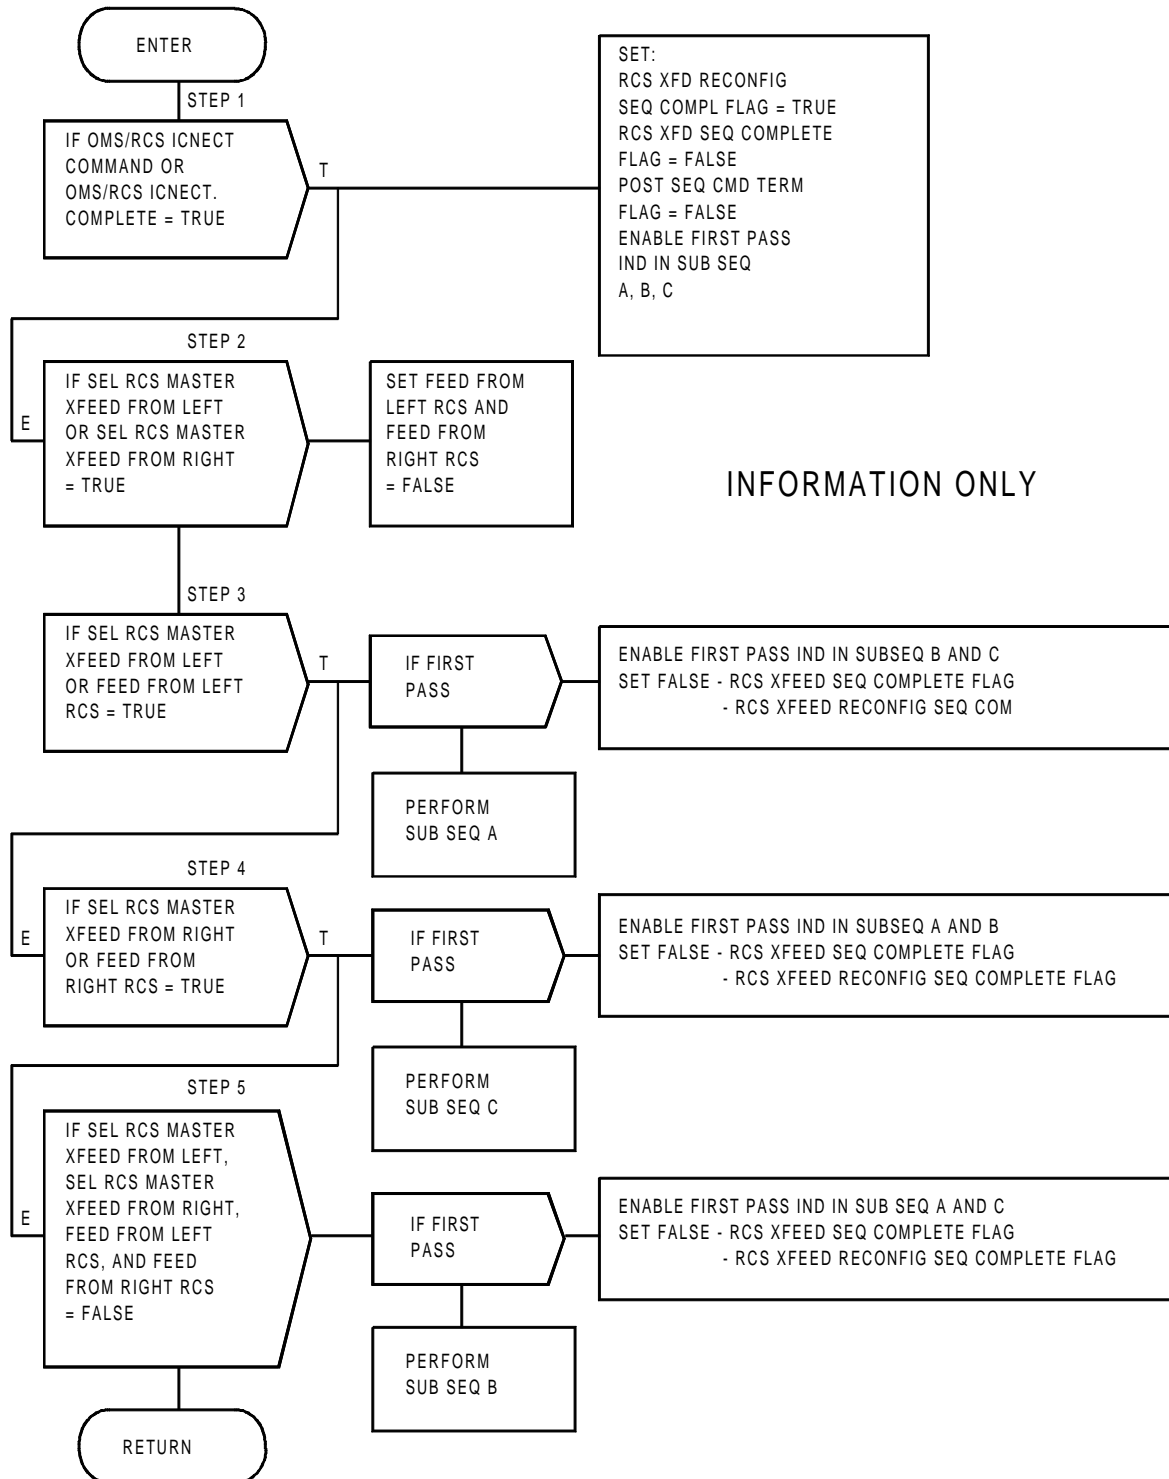 ENTER
STEP 1
IF OMS/RCS ICNECT
COMMAND OR
OMS/RCS ICNECT.
COMPLETE = TRUE
T
SET:
RCS XFD RECONFIG
SEQ COMPL FLAG = TRUE
RCS XFD SEQ COMPLETE
FLAG = FALSE
POST SEQ CMD TERM
FLAG = FALSE
ENABLE FIRST PASS
IND IN SUB SEQ
A, B, C
STEP 2
E
IF SEL RCS MASTER
XFEED FROM LEFT
OR SEL RCS MASTER
XFEED FROM RIGHT
= TRUE
SET FEED FROM
LEFT RCS AND
FEED FROM
RIGHT RCS
= FALSE
INFORMATION ONLY
STEP 3
IF SEL RCS MASTER
XFEED FROM LEFT
OR FEED FROM LEFT
RCS = TRUE
T
IF FIRST
PASS
ENABLE FIRST PASS IND IN SUBSEQ B AND C
SET FALSE - RCS XFEED SEQ COMPLETE FLAG
- RCS XFEED RECONFIG SEQ COM
PERFORM
SUB SEQ A
STEP 4
E
IF SEL RCS MASTER
XFEED FROM RIGHT
OR FEED FROM
RIGHT RCS = TRUE
T
IF FIRST
PASS
ENABLE FIRST PASS IND IN SUBSEQ A AND B
SET FALSE - RCS XFEED SEQ COMPLETE FLAG
- RCS XFEED RECONFIG SEQ COMPLETE FLAG
PERFORM
SUB SEQ C
STEP 5
E
IF SEL RCS MASTER
XFEED FROM LEFT,
SEL RCS MASTER
XFEED FROM RIGHT,
FEED FROM LEFT
RCS, AND FEED
FROM RIGHT RCS
= FALSE
IF FIRST
PASS
ENABLE FIRST PASS IND IN SUB SEQ A AND C
SET FALSE - RCS XFEED SEQ COMPLETE FLAG
- RCS XFEED RECONFIG SEQ COMPLETE FLAG
PERFORM
SUB SEQ B
RETURN